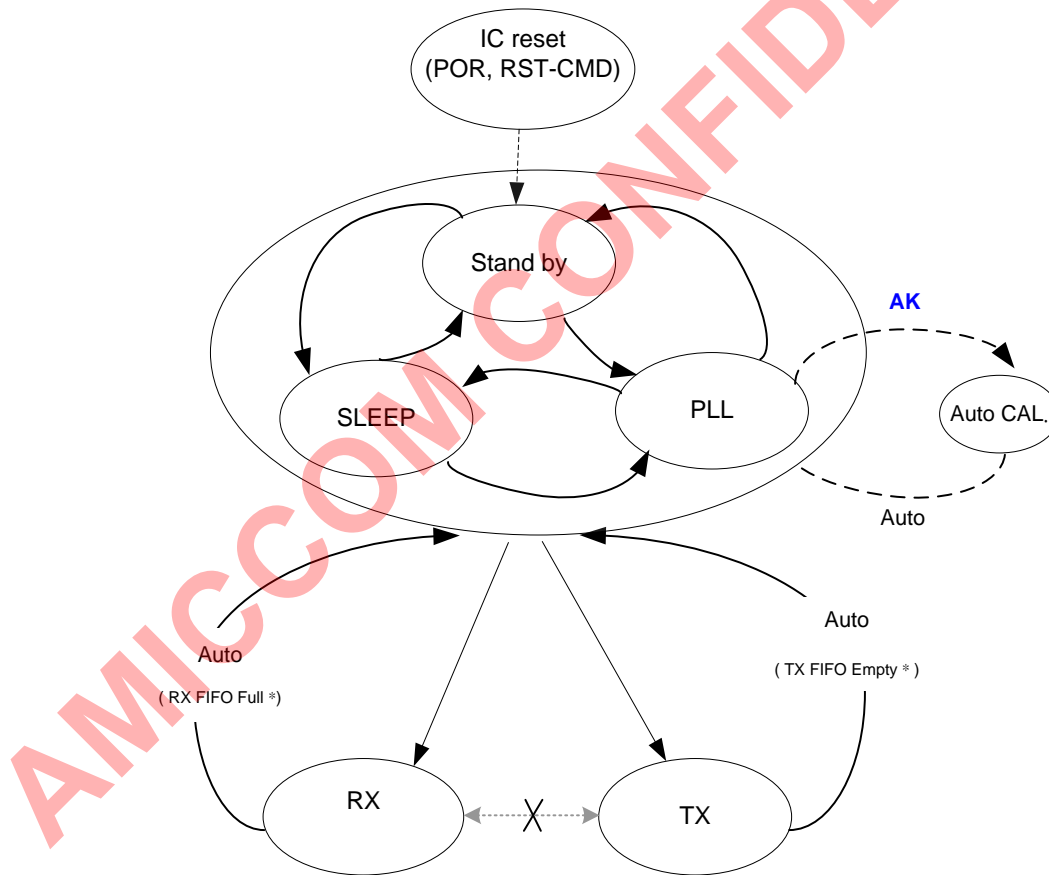 IC reset
(POR, RST-CMD)
Stand by
AK
SLEEP
PLL
Auto CAL.
Auto
Auto
( RX FIFO Full *)
Auto
( TX FIFO Empty * )
RX
TX
AMICCOM CONFIDE